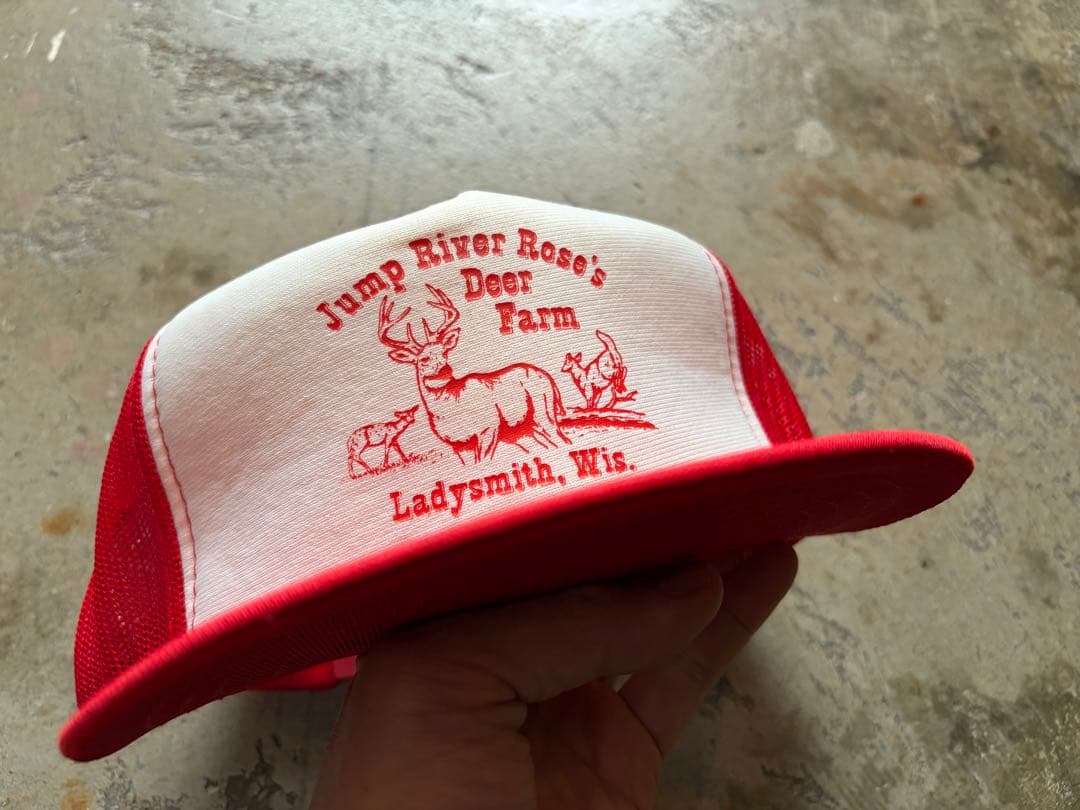 Jump River Rose's
Deer
Farm
Ladysmith, Wis.